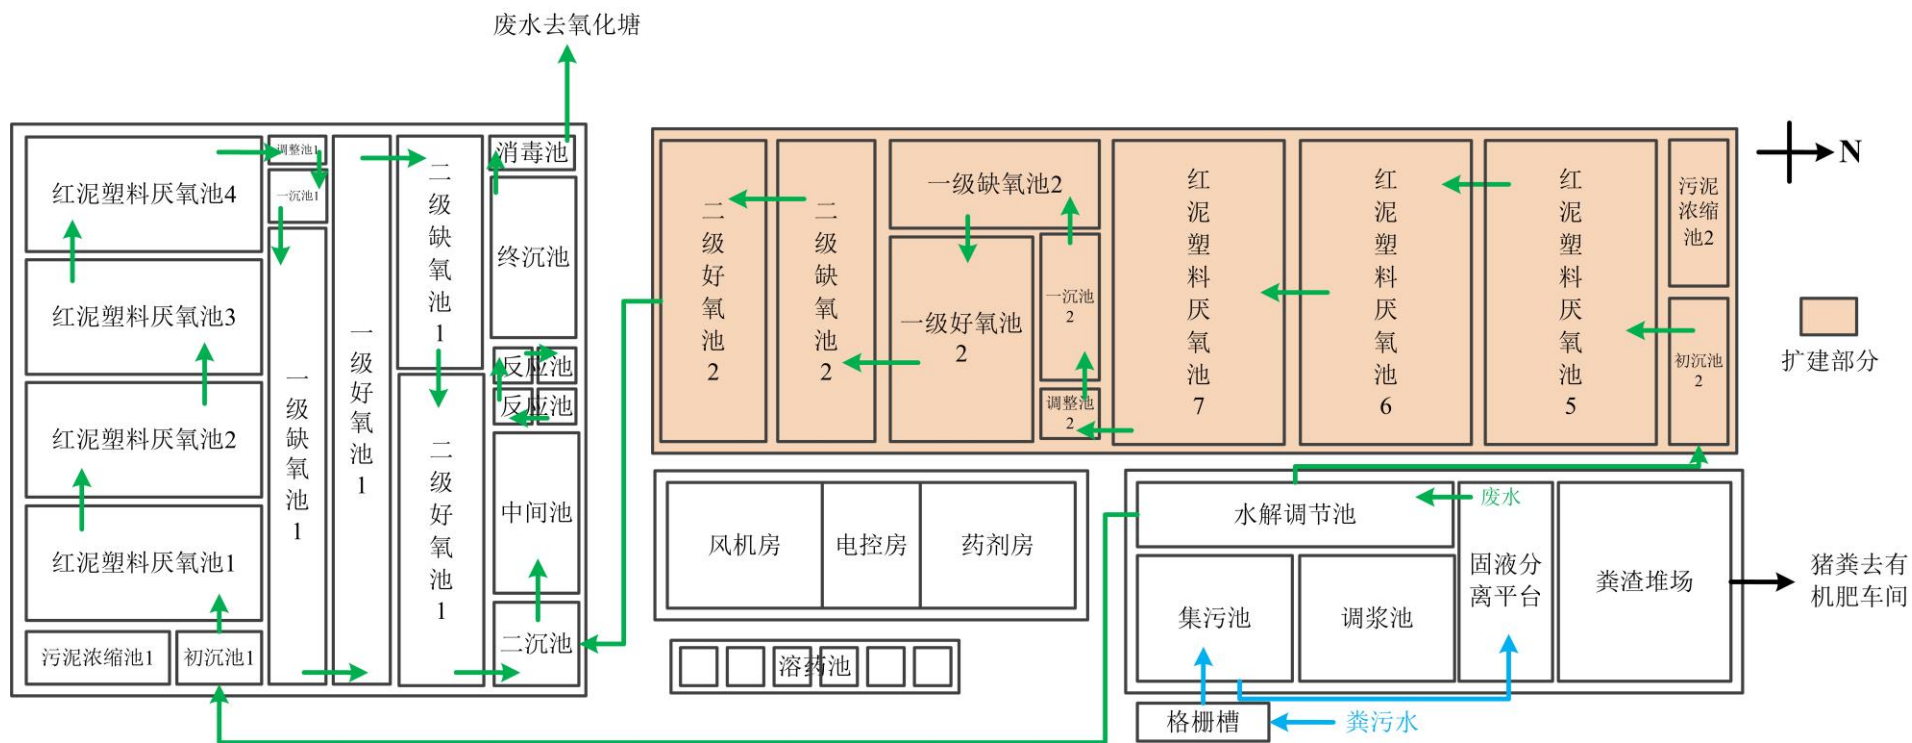 废水去氧化塘
红泥塑料厌氧池4
红泥塑料厌氧池3
红泥塑料厌氧池2
红泥塑料厌氧池1
污泥浓缩池1
初沉池1
调整池1
一沉池1
一级缺氧池1
一级好氧池1
二级缺氧池1
二级好氧池1
消毒池
终沉池
反应池
反应池
中间池
二沉池
二级好氧池2
二级缺氧池2
一级缺氧池2
一级好氧池
2
一沉池
2
调整池
2
红泥塑料厌氧池7
红泥塑料厌氧池6
红泥塑料厌氧池5
污泥
浓缩
池2
初沉池
2
N
扩建部分
风机房
电控房
药剂房
溶药池
水解调节池
废水
集污池
调浆池
固液分
离平台
粪渣堆场
猪粪去有
机肥车间
格栅槽
粪污水